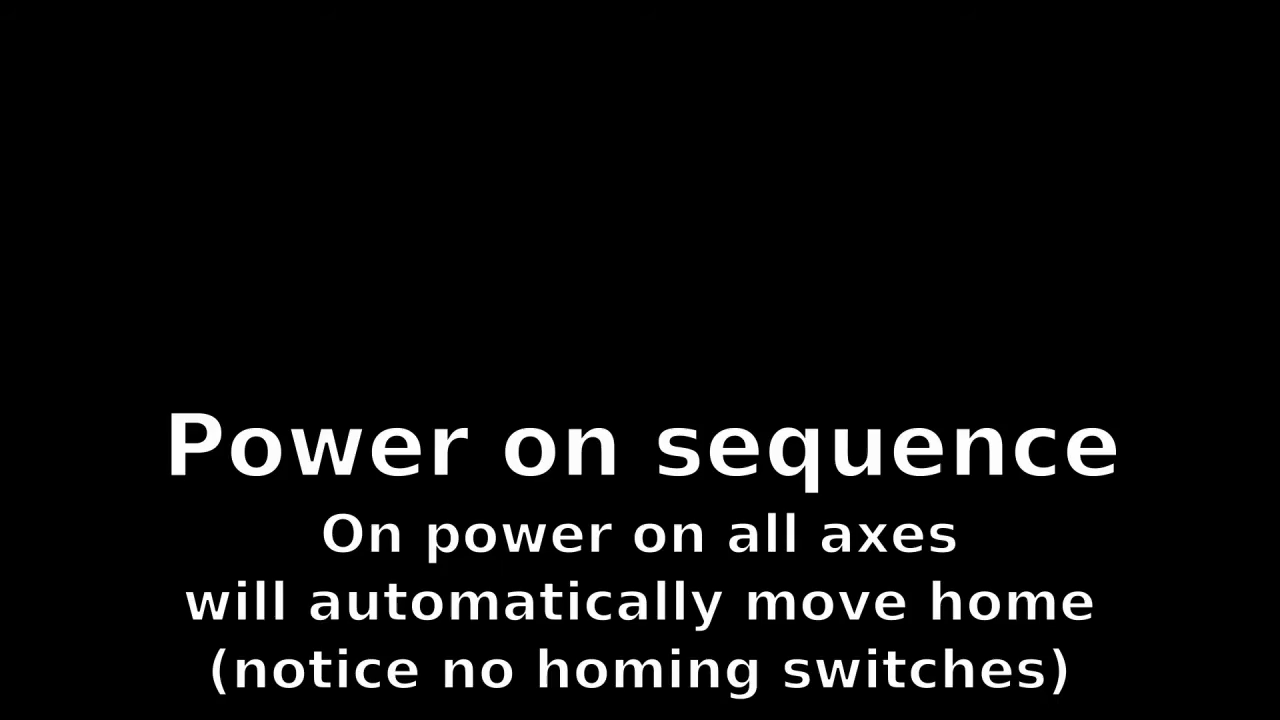 Power on sequence
On power on all axes
will automatically move home
(notice no homing switches)